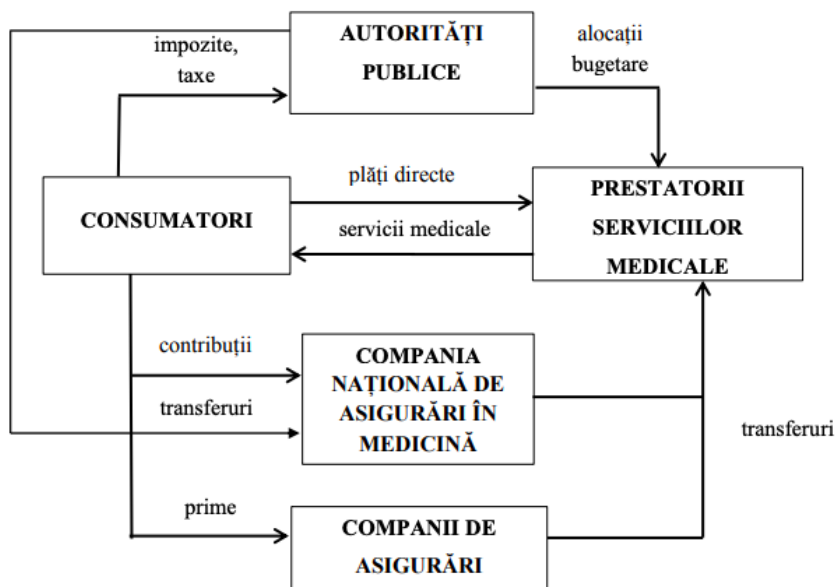 AUTORITĂȚI
PUBLICE
impozite,
taxe
alocații
bugetare
CONSUMATORI
plăți directe
servicii medicale
PRESTATORII
SERVICIILOR
MEDICALE
contribuții
transferuri
COMPANIA
NAȚIONALĂ DE
ASIGURĂRI ÎN
MEDICINĂ
transferuri
prime
COMPANII DE
ASIGURĂRI